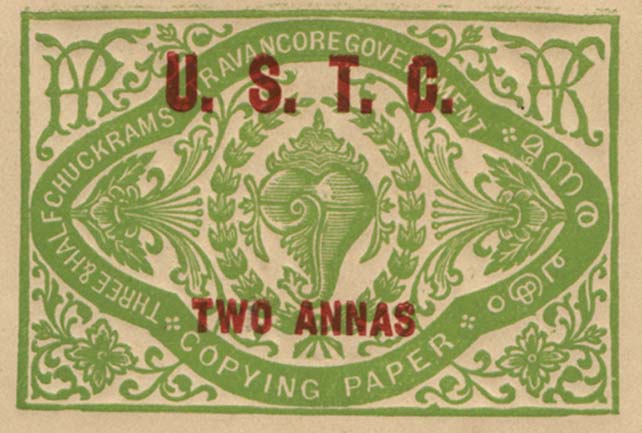 U. S. T. C.
TRAVANCORE GOVERNMENT
THREE & HALF CHUCKRAMS
TWO ANNAS
COPYING PAPER